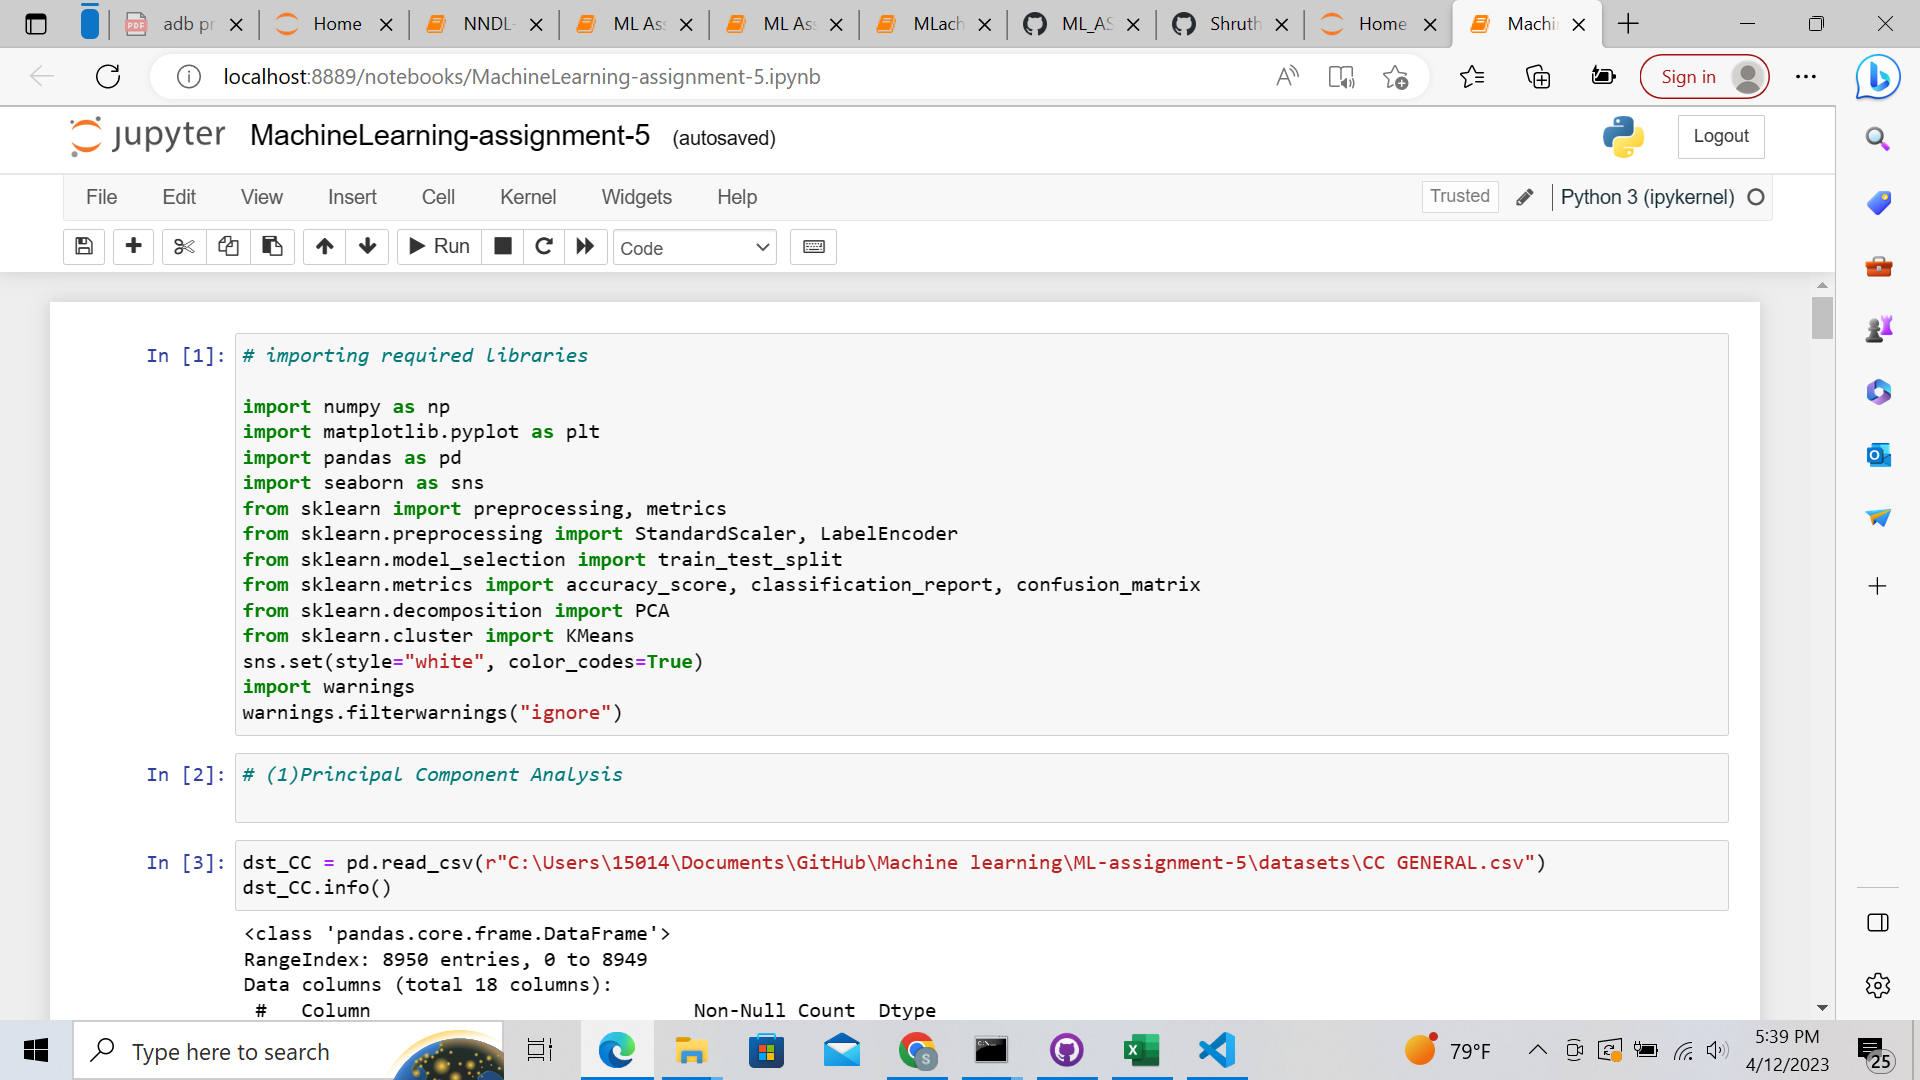 adb pr
Home
NNDL-
ML Ass
ML Ass
MLach
ML_AS
Shruth
Home
Machi
localhost:8889/notebooks/MachineLearning-assignment-5.ipynb
Sign in
jupyter MachineLearning-assignment-5 (autosaved)
Logout
File Edit View Insert Cell Kernel Widgets Help
Trusted
Python 3 (ipykernel)
Run
Code
In [1]: # importing required libraries
import numpy as np
import matplotlib.pyplot as plt
import pandas as pd
import seaborn as sns
from sklearn import preprocessing, metrics
from sklearn.preprocessing import StandardScaler, LabelEncoder
from sklearn.model_selection import train_test_split
from sklearn.metrics import accuracy_score, classification_report, confusion_matrix
from sklearn.decomposition import PCA
from sklearn.cluster import KMeans
sns.set(style="white", color_codes=True)
import warnings
warnings.filterwarnings("ignore")
In [2]: # (1)Principal Component Analysis
In [3]: dst_CC = pd.read_csv(r"C:\Users\15014\Documents\GitHub\Machine learning\ML-assignment-5\datasets\CC GENERAL.csv")
dst_CC.info()
<class 'pandas.core.frame.DataFrame'>
RangeIndex: 8950 entries, 0 to 8949
Data columns (total 18 columns):
# Column Non-Null Count Dtype
Type here to search
79°F
5:39 PM
4/12/2023
25